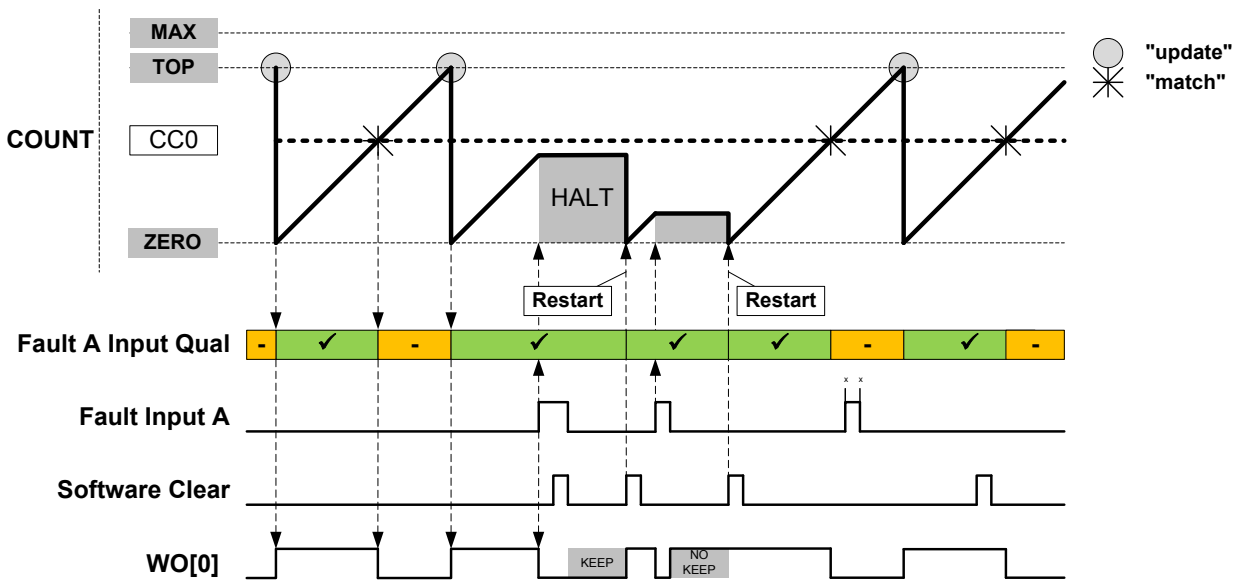 MAX
TOP
"update"
"match"
COUNT
CC0
HALT
ZERO
Restart
Restart
Fault A Input Qual
- ✓ - ✓ ✓ ✓ - ✓ -
x x
Fault Input A
Software Clear
WO[0]
KEEP
NO
KEEP